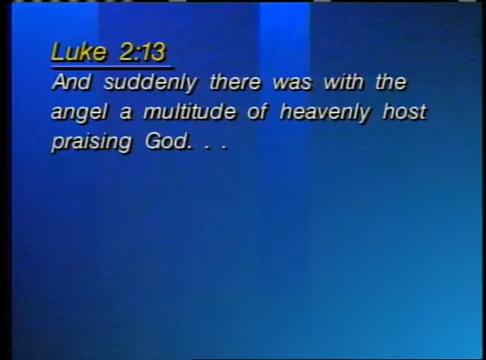 Luke 2:13
And suddenly there was with the
angel a multitude of heavenly host
praising God. . .